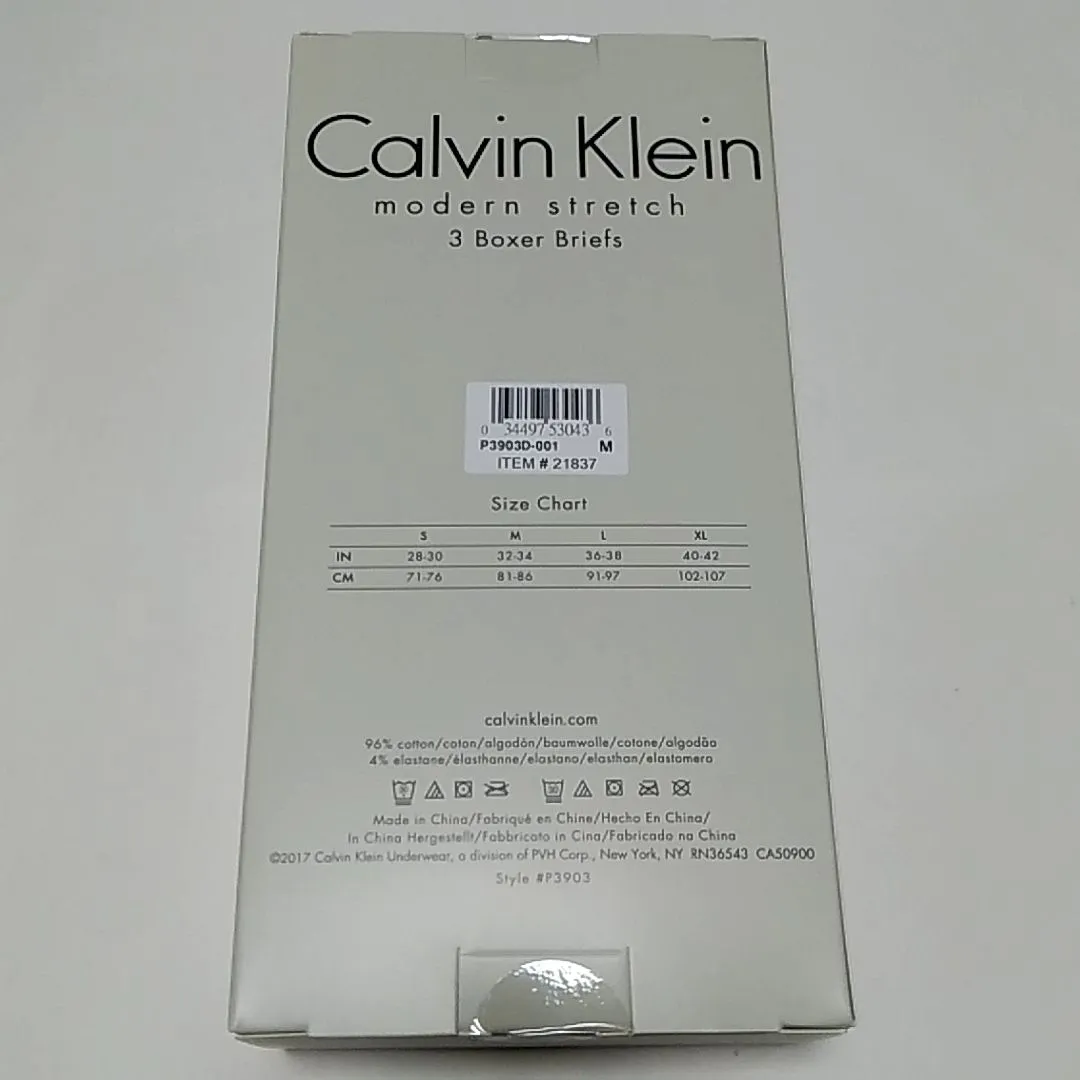 Calvin Klein
modern stretch
3 Boxer Briefs
0 34497 53043 6
P3903D-001 M
ITEM # 21837
Size Chart
S M L XL
IN 28-30 32-34 36-38 40-42
CM 71-76 81-86 91-97 102-107
calvinklein.com
96% cotton/coton/algodón/baumwolle/cotone/algodão
4% elastane/élasthanne/elastano/elasthan/elastomero
30 30
Made in China/Fabriqué en Chine/Hecho En China/
In China Hergestellt/Fabbricato in Cina/Fabricado na China
©2017 Calvin Klein Underwear, a division of PVH Corp., New York, NY RN36543 CA50900
Style #P3903